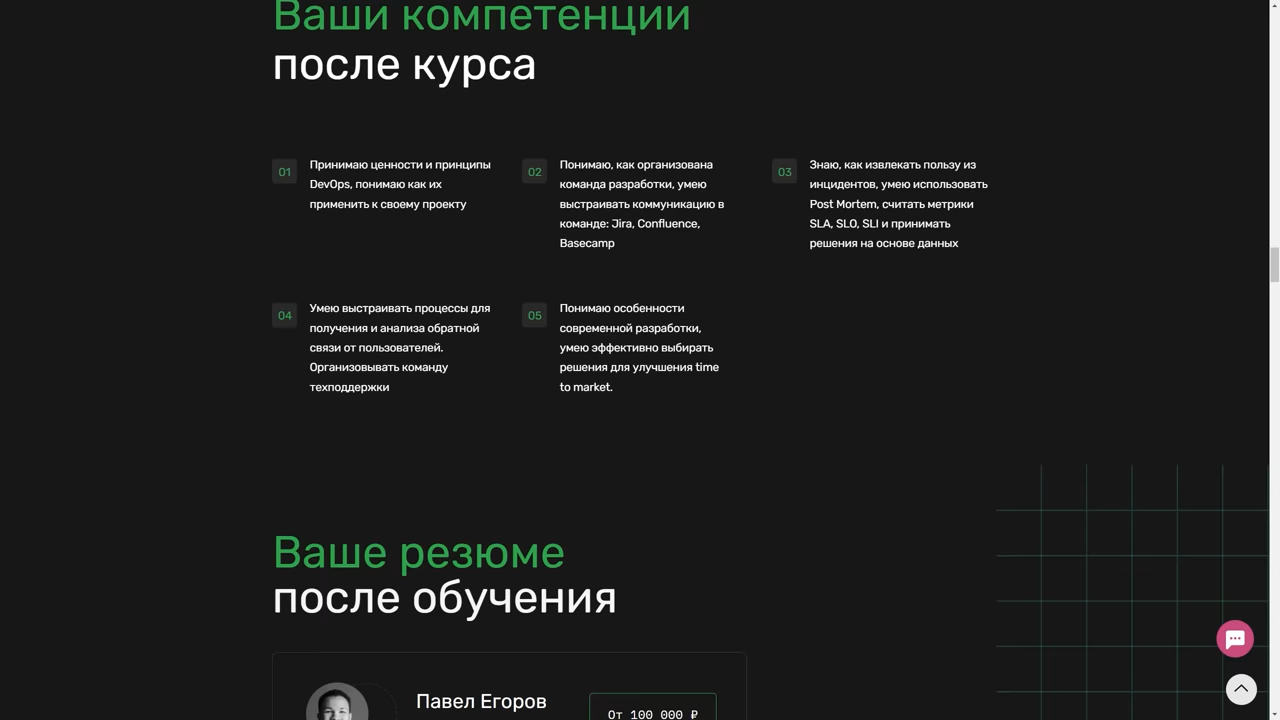 Ваши компетенции
после курса
01
Принимаю ценности и принципы
DevOps, понимаю как их
применить к своему проекту
02
Понимаю, как организована
команда разработки, умею
выстраивать коммуникацию в
команде: Jira, Confluence,
Basecamp
03
Знаю, как извлекать пользу из
инцидентов, умею использовать
Post Mortem, считать метрики
SLA, SLO, SLI и принимать
решения на основе данных
04
Умею выстраивать процессы для
получения и анализа обратной
связи от пользователей.
Организовывать команду
техподдержки
05
Понимаю особенности
современной разработки,
умею эффективно выбирать
решения для улучшения time
to market.
Ваше резюме
после обучения
Павел Егоров
От 100 000 ₽